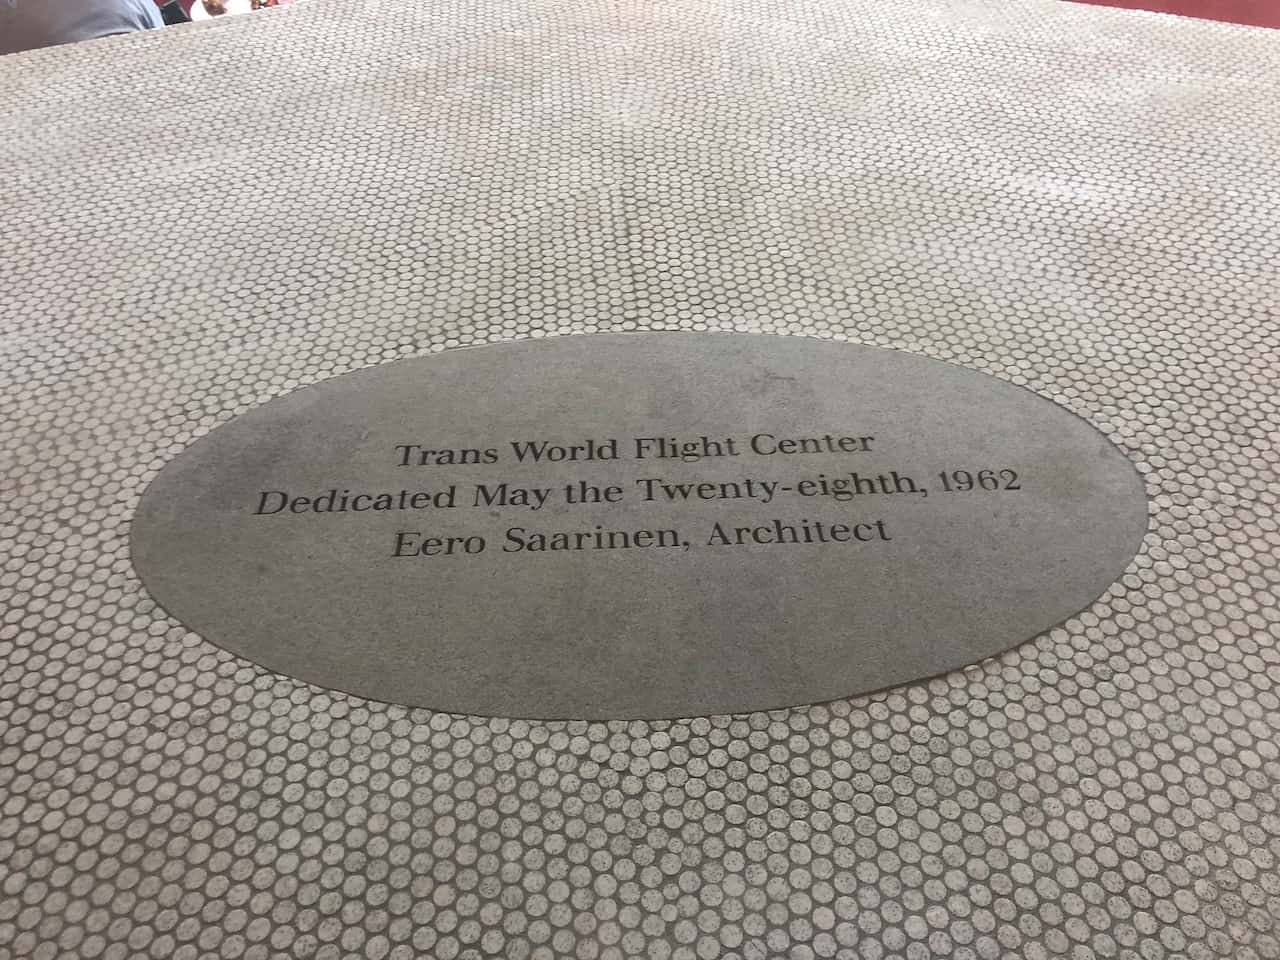 Trans World Flight Center
Dedicated May the Twenty-eighth, 1962
Eero Saarinen, Architect